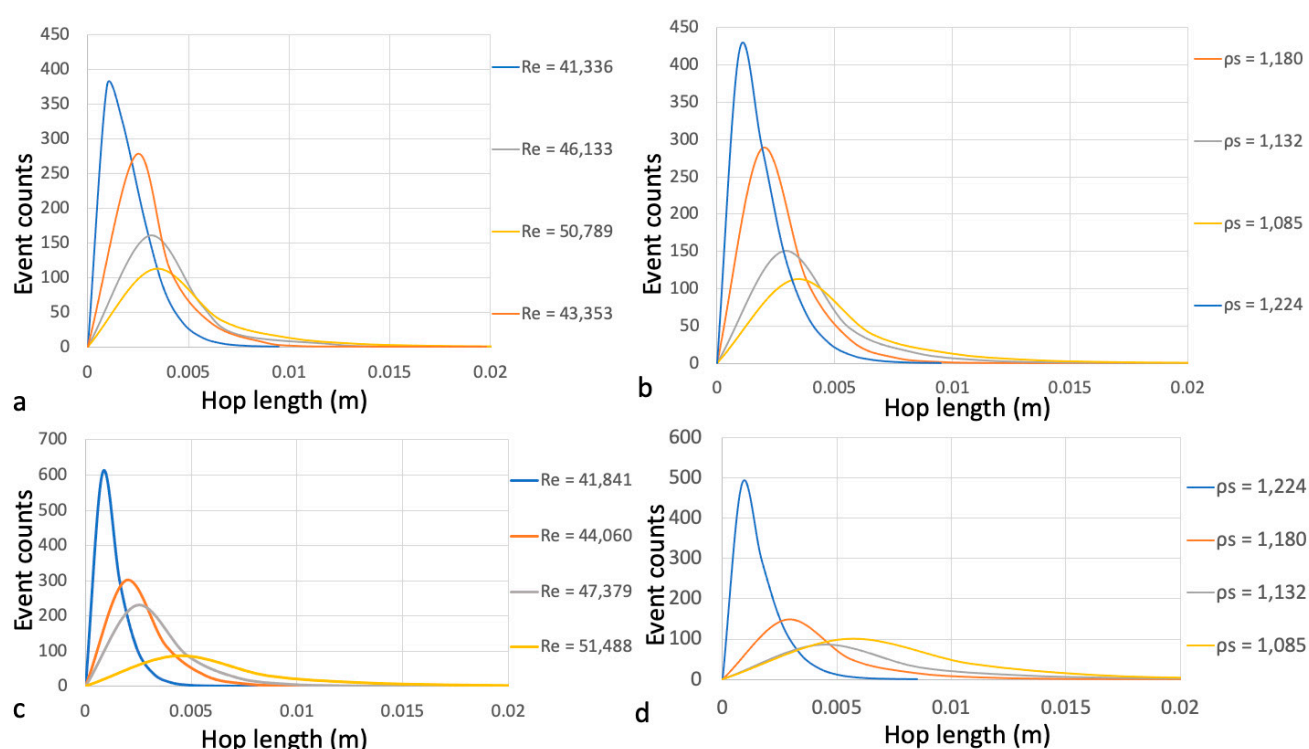 450
400
350
300
250
200
150
100
50
0
Event counts
0
0.005
0.01
0.015
0.02
Hop length (m)
a
Re = 41,336
Re = 46,133
Re = 50,789
Re = 43,353
450
400
350
300
250
200
150
100
50
0
Event counts
0
0.005
0.01
0.015
0.02
Hop length (m)
b
ρs = 1,180
ρs = 1,132
ρs = 1,085
ρs = 1,224
700
600
500
400
300
200
100
0
Event counts
0
0.005
0.01
0.015
0.02
Hop length (m)
c
Re = 41,841
Re = 44,060
Re = 47,379
Re = 51,488
600
500
400
300
200
100
0
Event counts
0
0.005
0.01
0.015
0.02
Hop length (m)
d
ρs = 1,224
ρs = 1,180
ρs = 1,132
ρs = 1,085